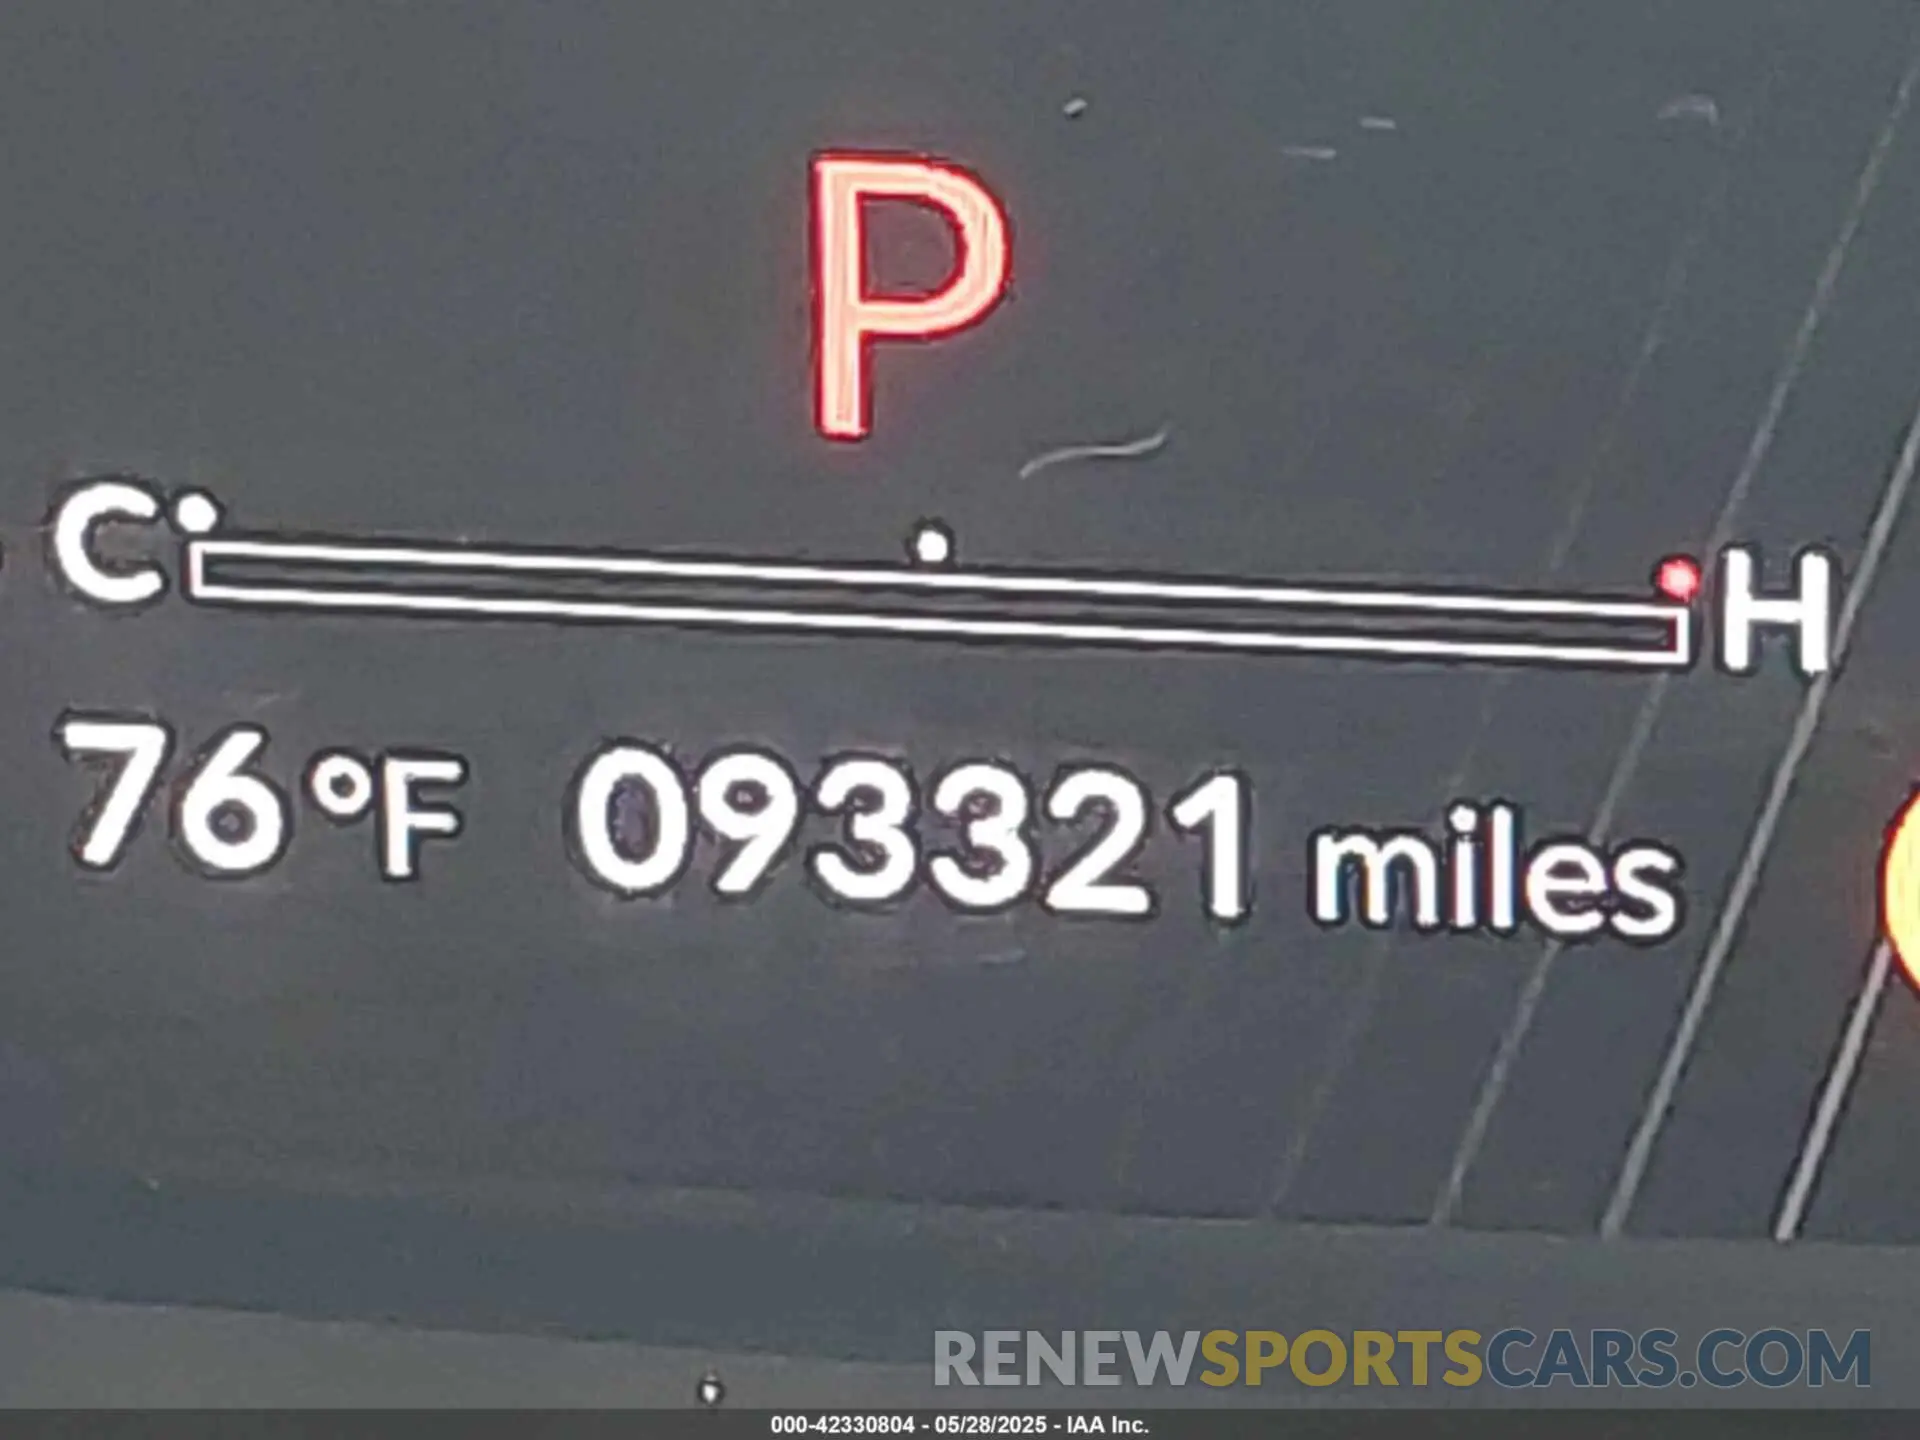 P
C H
76°F 093321 miles
RENEWSPORTSCARS.COM
000-42330804 - 05/28/2025 - IAA Inc.